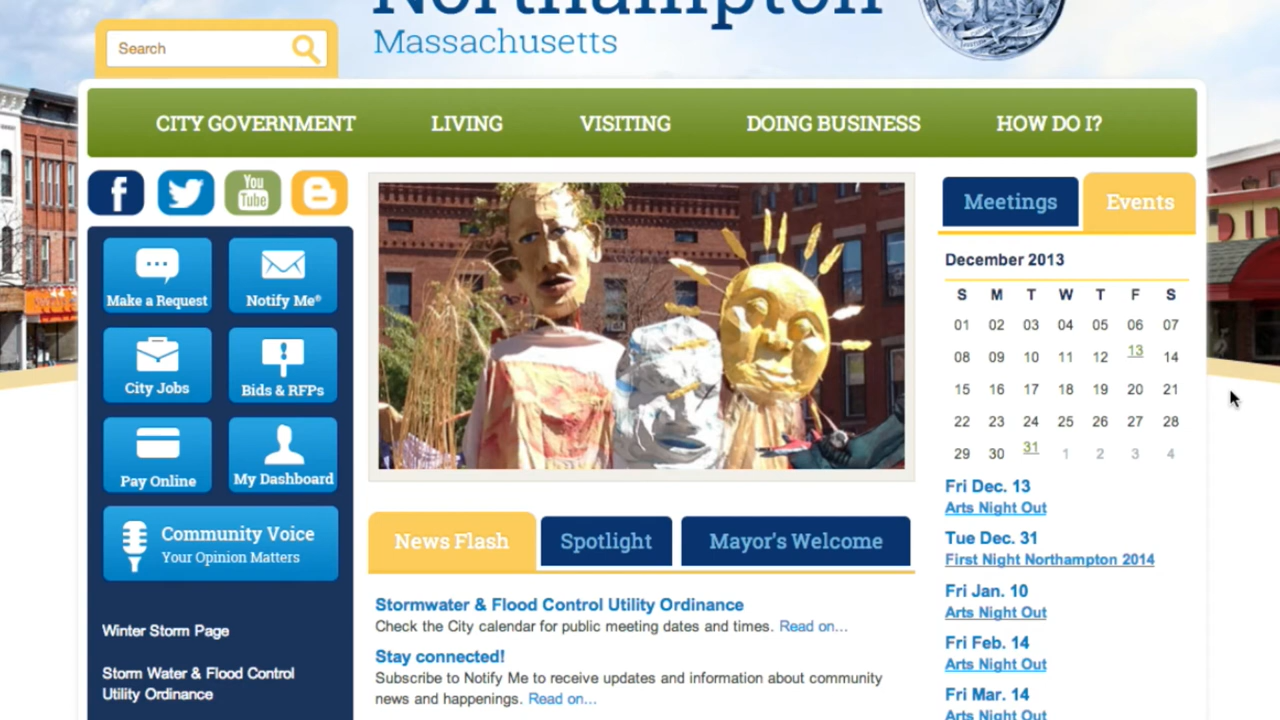 Northampton
Massachusetts
Search
CITY GOVERNMENT LIVING VISITING DOING BUSINESS HOW DO I?
f You Tube B
Make a Request Notify Me®
City Jobs Bids & RFPs
Pay Online My Dashboard
Community Voice
Your Opinion Matters
Winter Storm Page
Storm Water & Flood Control
Utility Ordinance
News Flash Spotlight Mayor's Welcome
Stormwater & Flood Control Utility Ordinance
Check the City calendar for public meeting dates and times. Read on...
Stay connected!
Subscribe to Notify Me to receive updates and information about community
news and happenings. Read on...
Meetings Events
December 2013
S M T W T F S
01 02 03 04 05 06 07
08 09 10 11 12 13 14
15 16 17 18 19 20 21
22 23 24 25 26 27 28
29 30 31 1 2 3 4
Fri Dec. 13
Arts Night Out
Tue Dec. 31
First Night Northampton 2014
Fri Jan. 10
Arts Night Out
Fri Feb. 14
Arts Night Out
Fri Mar. 14
Arts Night Out